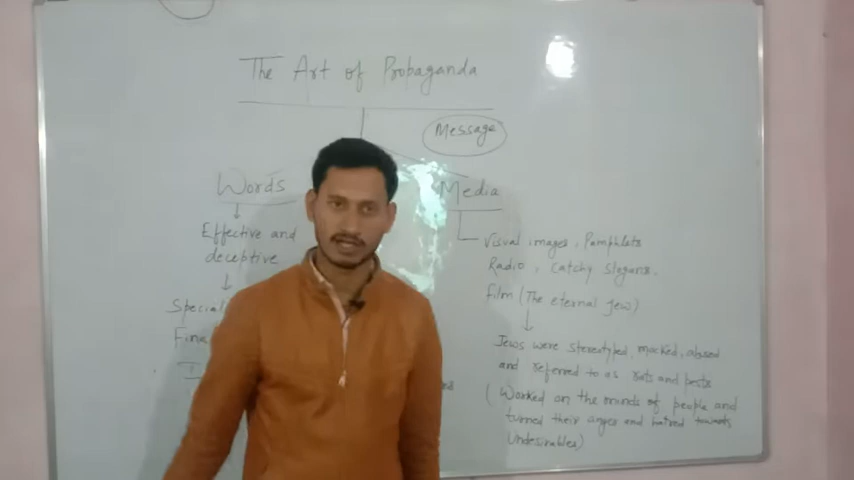 The Art of Propaganda
Message
Words
Effective and
deceptive
Special
Final
Media
Visual images, Pamphlets
Radio, Catchy slogans,
film (The eternal Jew)
Jews were stereotyped, mocked, abused
and referred to as rats and pests
(Worked on the minds of people and
turned their anger and hatred towards
Undesirables)